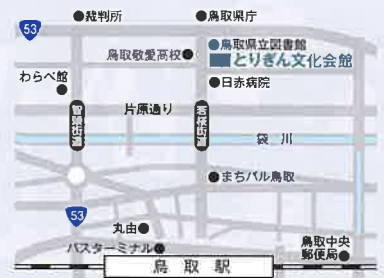 裁判所
鳥取県庁
53
鳥取県立図書館
鳥取敬愛高校
とりぎん文化会館
わらべ館
日赤病院
片原通り
智頭街道
若桜街道
袋川
まちパル鳥取
53
丸由
バスターミナル
鳥取中央
郵便局
鳥取駅